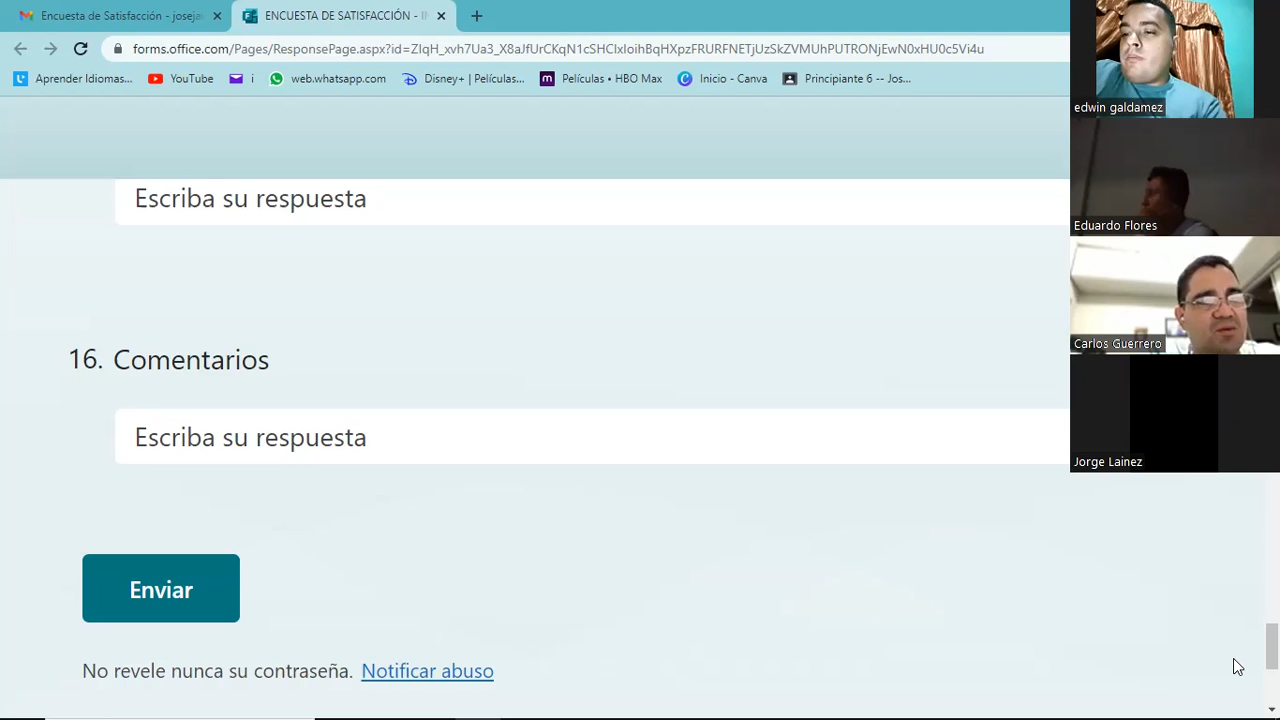 Encuesta de Satisfacción - joseja
ENCUESTA DE SATISFACCIÓN - I
forms.office.com/Pages/ResponsePage.aspx?id=ZIqH_xvh7Ua3_X8aJfUrCKqN1cSHCIxIoihBqHXpzFRURFNETjUzSkZVMUhPUTRONjEwN0xHU0c5Vi4u
Aprender Idiomas...
YouTube
i
web.whatsapp.com
Disney+ | Películas...
Películas • HBO Max
Inicio - Canva
Principiante 6 -- Jos...
edwin galdamez
Escriba su respuesta
Eduardo Flores
Carlos Guerrero
16. Comentarios
Escriba su respuesta
Jorge Lainez
Enviar
No revele nunca su contraseña. Notificar abuso